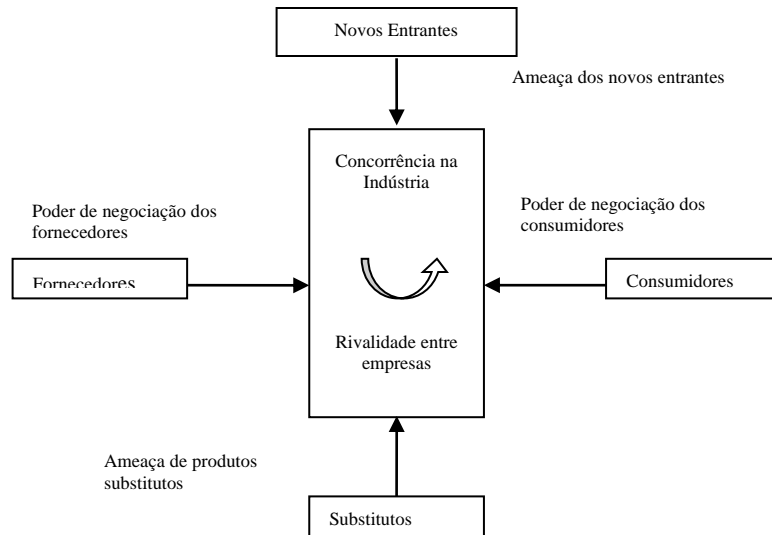 Novos Entrantes
Ameaça dos novos entrantes
Concorrência na
Indústria
Poder de negociação dos
fornecedores
Poder de negociação dos
consumidores
Fornecedores
Consumidores
Rivalidade entre
empresas
Ameaça de produtos
substitutos
Substitutos